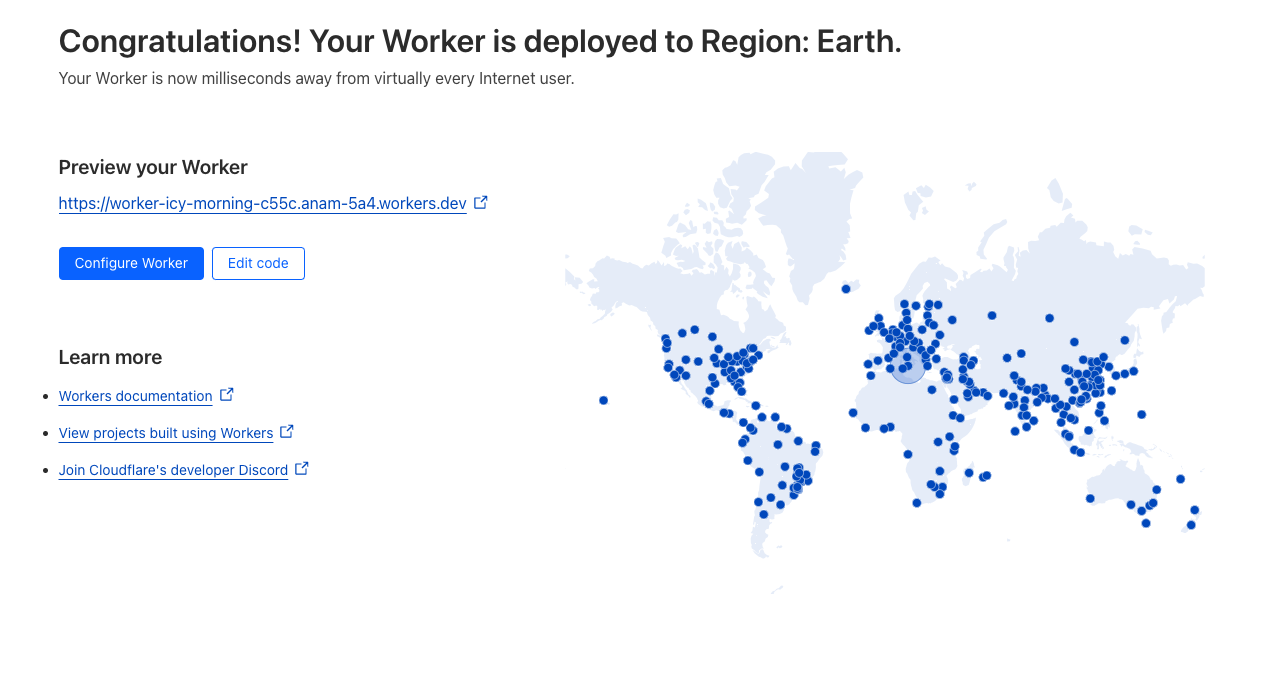 Congratulations! Your Worker is deployed to Region: Earth.
Your Worker is now milliseconds away from virtually every Internet user.
Preview your Worker
https://worker-icy-morning-c55c.anam-5a4.workers.dev
Configure Worker
Edit code
Learn more
Workers documentation
View projects built using Workers
Join Cloudflare's developer Discord